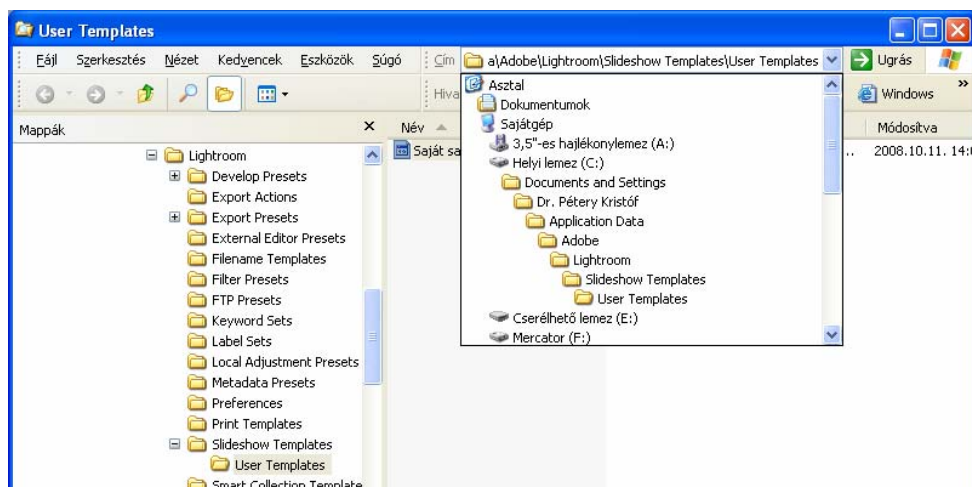 User Templates
Fájl Szerkesztés Nézet Kedvencek Eszközök Súgó Cím a\Adobe\Lightroom\Slideshow Templates\User Templates Ugrás
Hiva Windows »
Mappák × Név Módosítva
Saját sa .. 2008.10.11. 14:0
Asztal
Dokumentumok
Sajátgép
3,5"-es hajlékonylemez (A:)
Helyi lemez (C:)
Documents and Settings
Dr. Pétery Kristóf
Application Data
Adobe
Lightroom
Slideshow Templates
User Templates
Cserélhető lemez (E:)
Mercator (F:)
Lightroom
Develop Presets
Export Actions
Export Presets
External Editor Presets
Filename Templates
Filter Presets
FTP Presets
Keyword Sets
Label Sets
Local Adjustment Presets
Metadata Presets
Preferences
Print Templates
Slideshow Templates
User Templates
Smart Collection Template